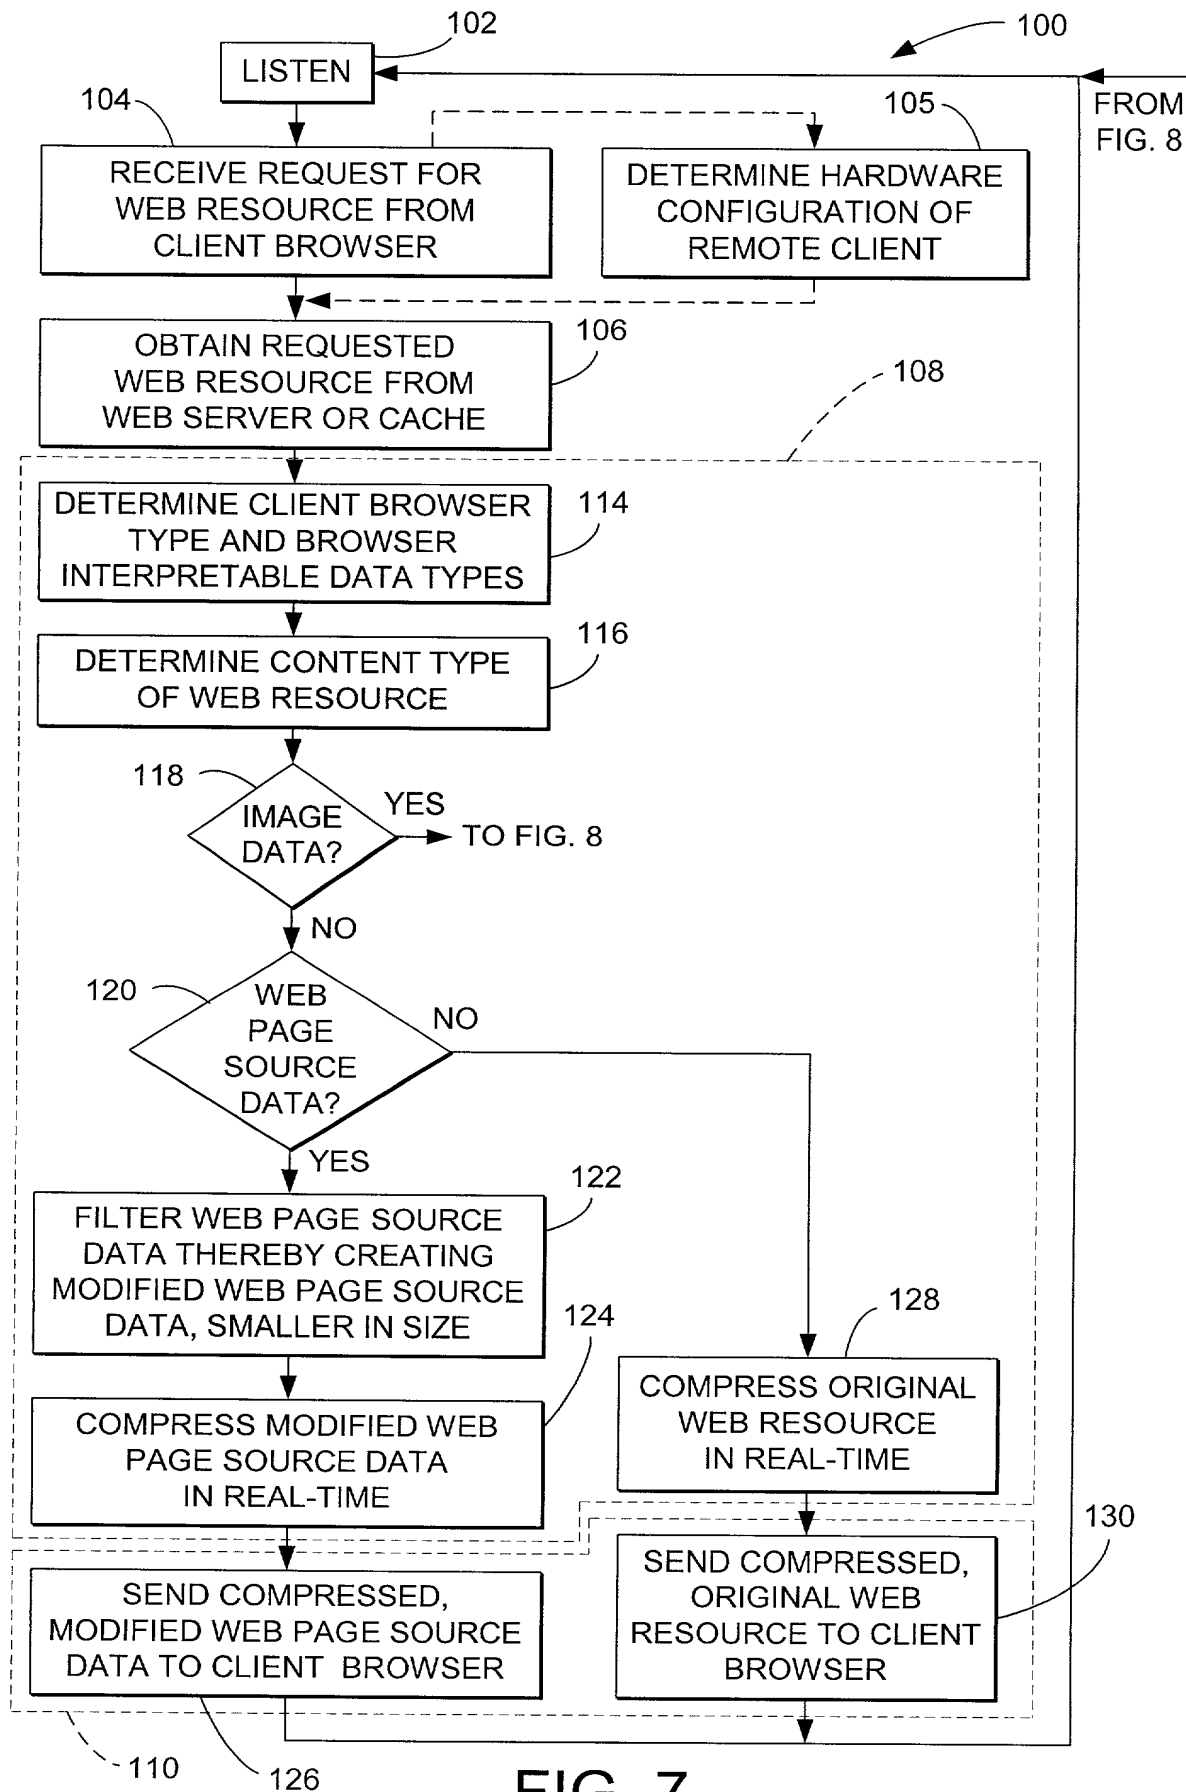 102
100
LISTEN
FROM
FIG. 8
104
105
RECEIVE REQUEST FOR
WEB RESOURCE FROM
CLIENT BROWSER
DETERMINE HARDWARE
CONFIGURATION OF
REMOTE CLIENT
OBTAIN REQUESTED
WEB RESOURCE FROM
WEB SERVER OR CACHE
106
108
DETERMINE CLIENT BROWSER
TYPE AND BROWSER
INTERPRETABLE DATA TYPES
114
DETERMINE CONTENT TYPE
OF WEB RESOURCE
116
118
IMAGE
DATA?
YES
TO FIG. 8
NO
120
WEB
PAGE
SOURCE
DATA?
NO
YES
122
FILTER WEB PAGE SOURCE
DATA THEREBY CREATING
MODIFIED WEB PAGE SOURCE
DATA, SMALLER IN SIZE
124
128
COMPRESS MODIFIED WEB
PAGE SOURCE DATA
IN REAL-TIME
COMPRESS ORIGINAL
WEB RESOURCE
IN REAL-TIME
130
SEND COMPRESSED,
MODIFIED WEB PAGE SOURCE
DATA TO CLIENT BROWSER
SEND COMPRESSED,
ORIGINAL WEB
RESOURCE TO CLIENT
BROWSER
110
126
FIG. 7